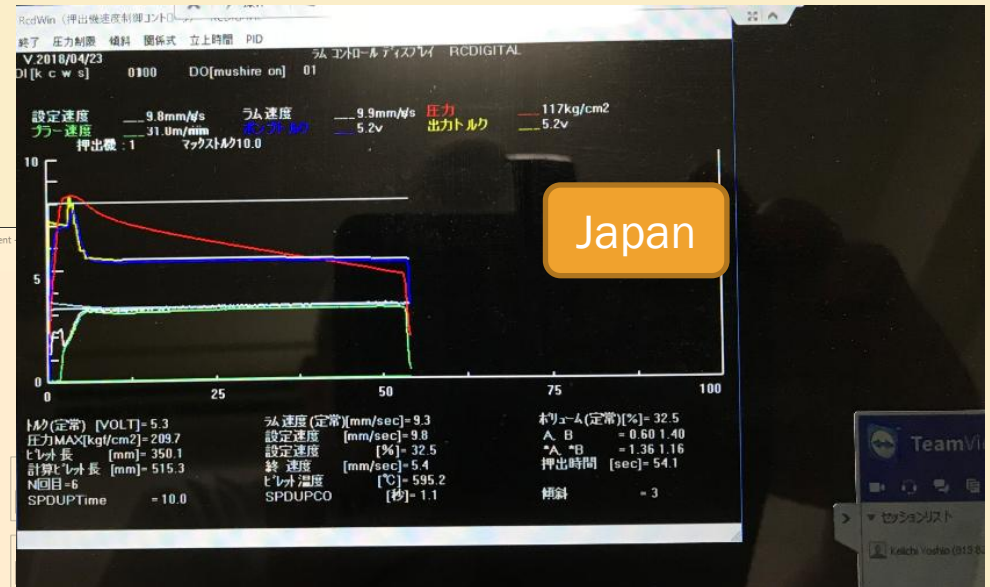 RcdWin (押出機速度制御コントロ
終了 圧力制限 傾斜 関係式 立上時間 PID
V.2018/04/23
ラム コントロール ディスプレイ RCDIGITAL
DI[k c w s] 0100 DO[mushire on] 01
設定速度 9.8mm/s ラム速度 9.9mm/s 圧力 117kg/cm2
プラー速度 31.0m/min ポンプトルク 5.2v 出力トルク 5.2v
押出機:1 マックストルク10.0
10
5
0
0 25 50 75 100
Japan
トルク(定常) [VOLT]= 5.3 ラム速度(定常)[mm/sec]= 9.3 ボリューム(定常)[%]= 32.5
圧力MAX[kgf/cm2]= 209.7 設定速度 [mm/sec]= 9.8 A, B = 0.60 1.40
ビレット長 [mm]= 350.1 設定速度 [%]= 32.5 *A, *B = 1.36 1.16
計算ビレット長 [mm]= 515.3 終 速度 [mm/sec]= 5.4 押出時間 [sec]= 54.1
N回目=6 ビレット温度 [℃]= 595.2
SPDUPTime = 10.0 SPDUPCO [秒]= 1.1 傾斜 = 3
TeamVi
セッションリスト
Keiichi Yoshio (913 82